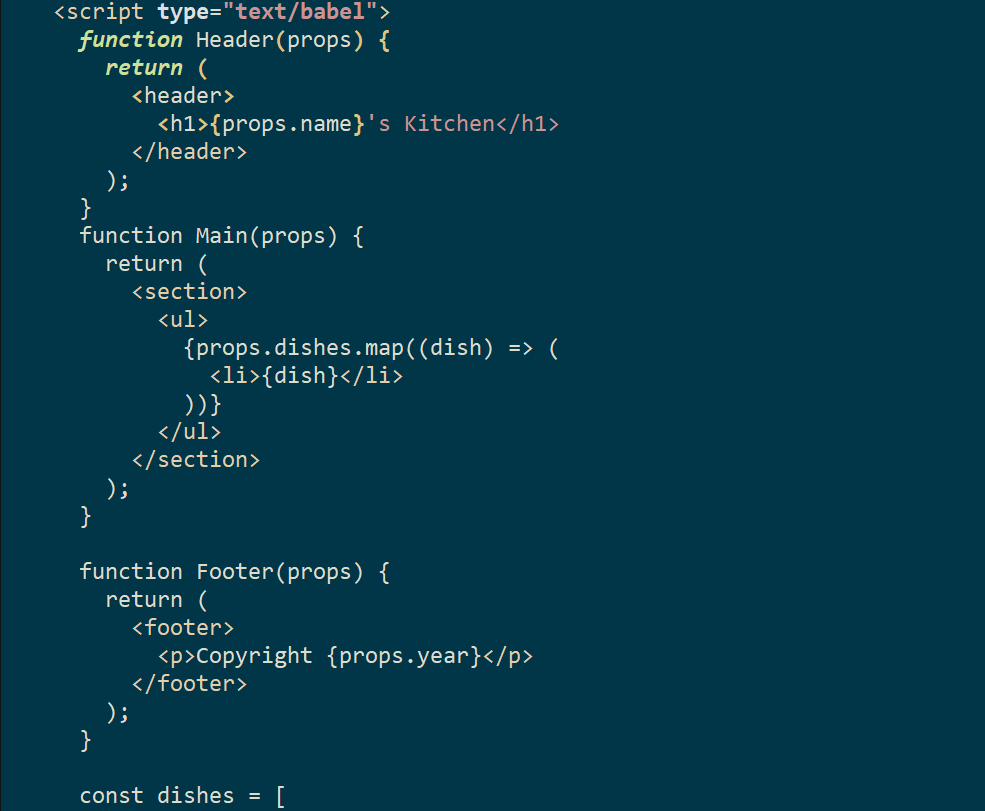 <script type="text/babel">
function Header(props) {
return (
<header>
<h1>{props.name}'s Kitchen</h1>
</header>
);
}
function Main(props) {
return (
<section>
<ul>
{props.dishes.map((dish) => (
<li>{dish}</li>
))}
</ul>
</section>
);
}
function Footer(props) {
return (
<footer>
<p>Copyright {props.year}</p>
</footer>
);
}
const dishes = [